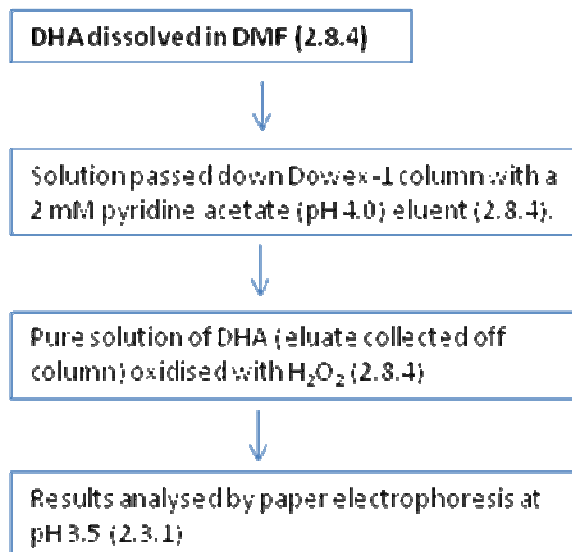 DHA dissolved in DMF (2.8.4)
Solution passed down Dowex-1 column with a
2 mM pyridine acetate (pH 4.0) eluent (2.8.4).
Pure solution of DHA (eluate collected off
column) oxidised with H₂O₂ (2.8.4)
Results analysed by paper electrophoresis at
pH 3.5 (2.3.1)